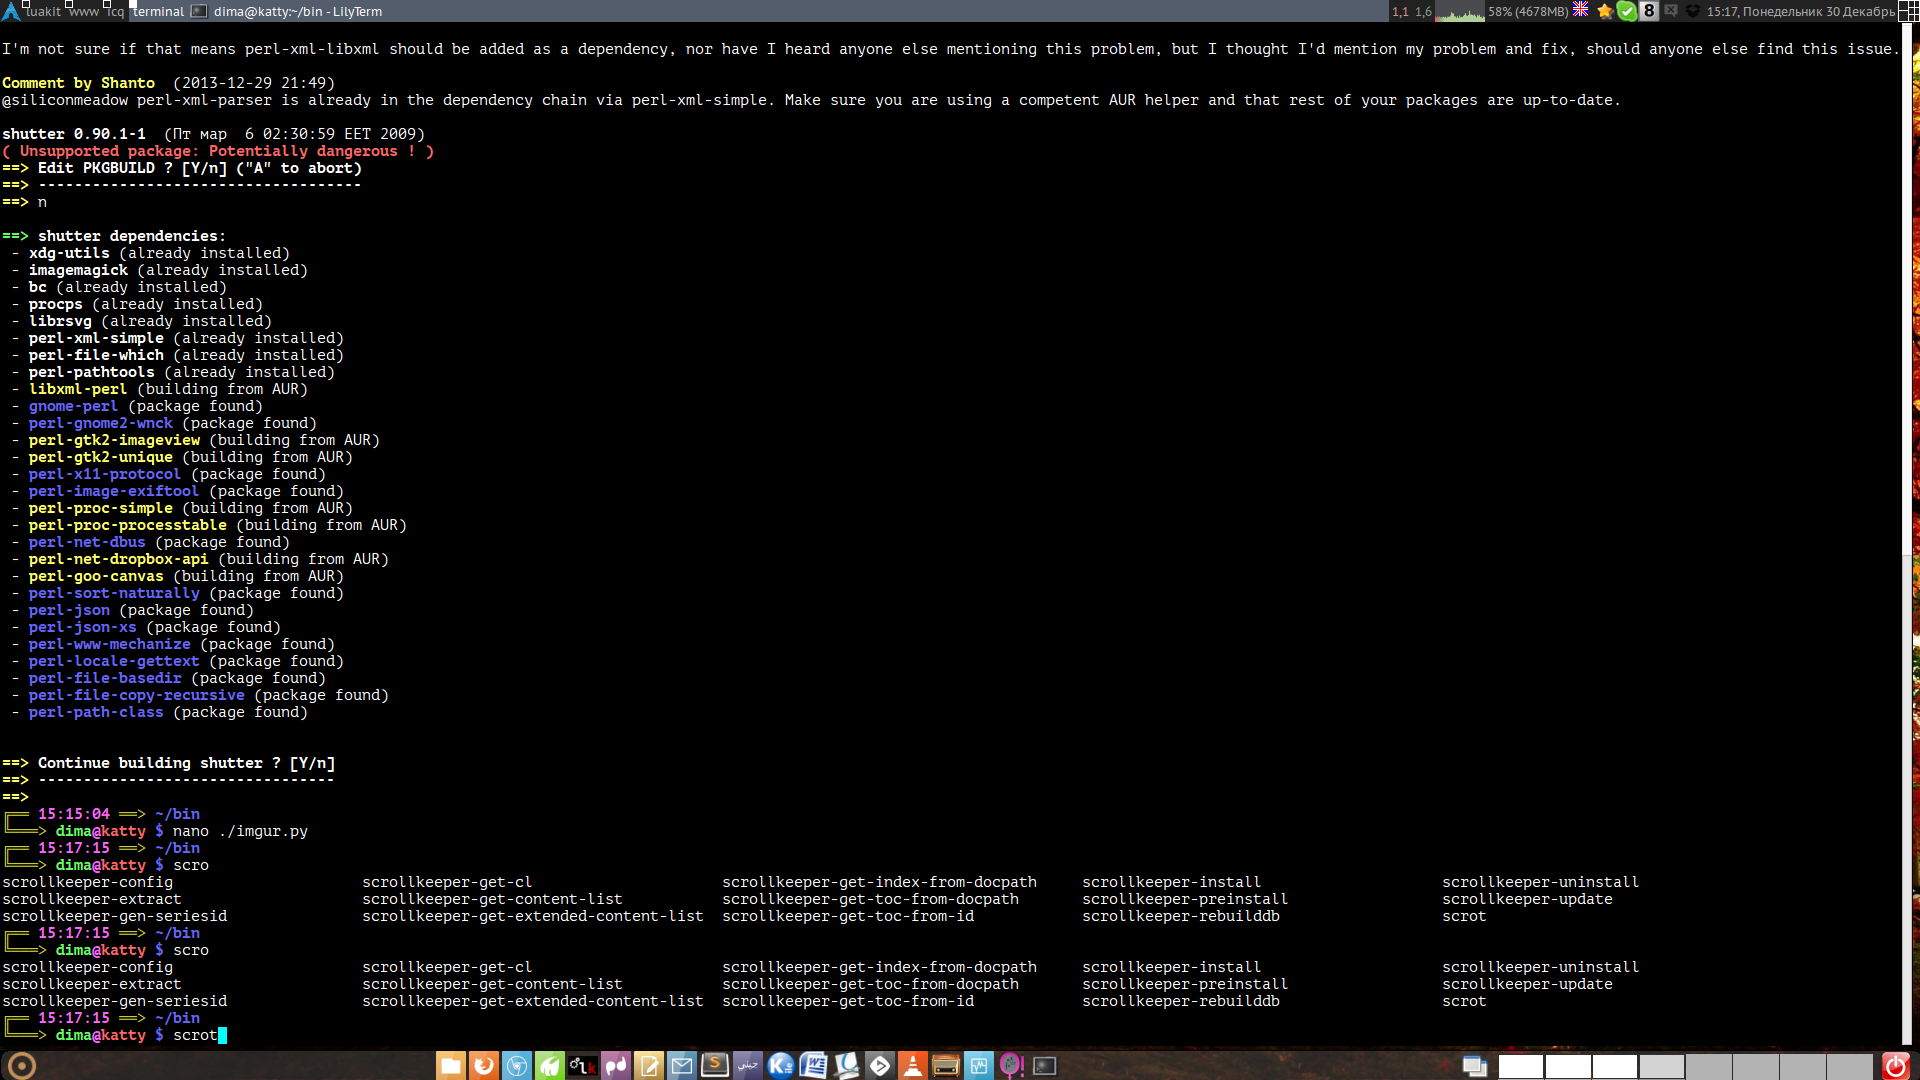 luakit www icq terminal dima@katty:~/bin - LilyTerm 1,1 1,6 58% (4678MB) 8 15:17, Понедельник 30 Декабрь
I'm not sure if that means perl-xml-libxml should be added as a dependency, nor have I heard anyone else mentioning this problem, but I thought I'd mention my problem and fix, should anyone else find this issue.
Comment by Shanto (2013-12-29 21:49)
@siliconmeadow perl-xml-parser is already in the dependency chain via perl-xml-simple. Make sure you are using a competent AUR helper and that rest of your packages are up-to-date.
shutter 0.90.1-1 (Пт мар  6 02:30:59 EET 2009)
( Unsupported package: Potentially dangerous ! )
==> Edit PKGBUILD ? [Y/n] ("A" to abort)
==> ------------------------------------
==> n
==> shutter dependencies:
- xdg-utils (already installed)
- imagemagick (already installed)
- bc (already installed)
- procps (already installed)
- librsvg (already installed)
- perl-xml-simple (already installed)
- perl-file-which (already installed)
- perl-pathtools (already installed)
- libxml-perl (building from AUR)
- gnome-perl (package found)
- perl-gnome2-wnck (package found)
- perl-gtk2-imageview (building from AUR)
- perl-gtk2-unique (building from AUR)
- perl-x11-protocol (package found)
- perl-image-exiftool (package found)
- perl-proc-simple (building from AUR)
- perl-proc-processtable (building from AUR)
- perl-net-dbus (package found)
- perl-net-dropbox-api (building from AUR)
- perl-goo-canvas (building from AUR)
- perl-sort-naturally (package found)
- perl-json (package found)
- perl-json-xs (package found)
- perl-www-mechanize (package found)
- perl-locale-gettext (package found)
- perl-file-basedir (package found)
- perl-file-copy-recursive (package found)
- perl-path-class (package found)
==> Continue building shutter ? [Y/n]
==> ---------------------------------
==>
┌── 15:15:04 ──> ~/bin
└───> dima@katty $ nano ./imgur.py
┌── 15:17:15 ──> ~/bin
└───> dima@katty $ scro
scrollkeeper-config scrollkeeper-get-cl scrollkeeper-get-index-from-docpath scrollkeeper-install scrollkeeper-uninstall
scrollkeeper-extract scrollkeeper-get-content-list scrollkeeper-get-toc-from-docpath scrollkeeper-preinstall scrollkeeper-update
scrollkeeper-gen-seriesid scrollkeeper-get-extended-content-list scrollkeeper-get-toc-from-id scrollkeeper-rebuilddb scrot
┌── 15:17:15 ──> ~/bin
└───> dima@katty $ scro
scrollkeeper-config scrollkeeper-get-cl scrollkeeper-get-index-from-docpath scrollkeeper-install scrollkeeper-uninstall
scrollkeeper-extract scrollkeeper-get-content-list scrollkeeper-get-toc-from-docpath scrollkeeper-preinstall scrollkeeper-update
scrollkeeper-gen-seriesid scrollkeeper-get-extended-content-list scrollkeeper-get-toc-from-id scrollkeeper-rebuilddb scrot
┌── 15:17:15 ──> ~/bin
└───> dima@katty $ scrot